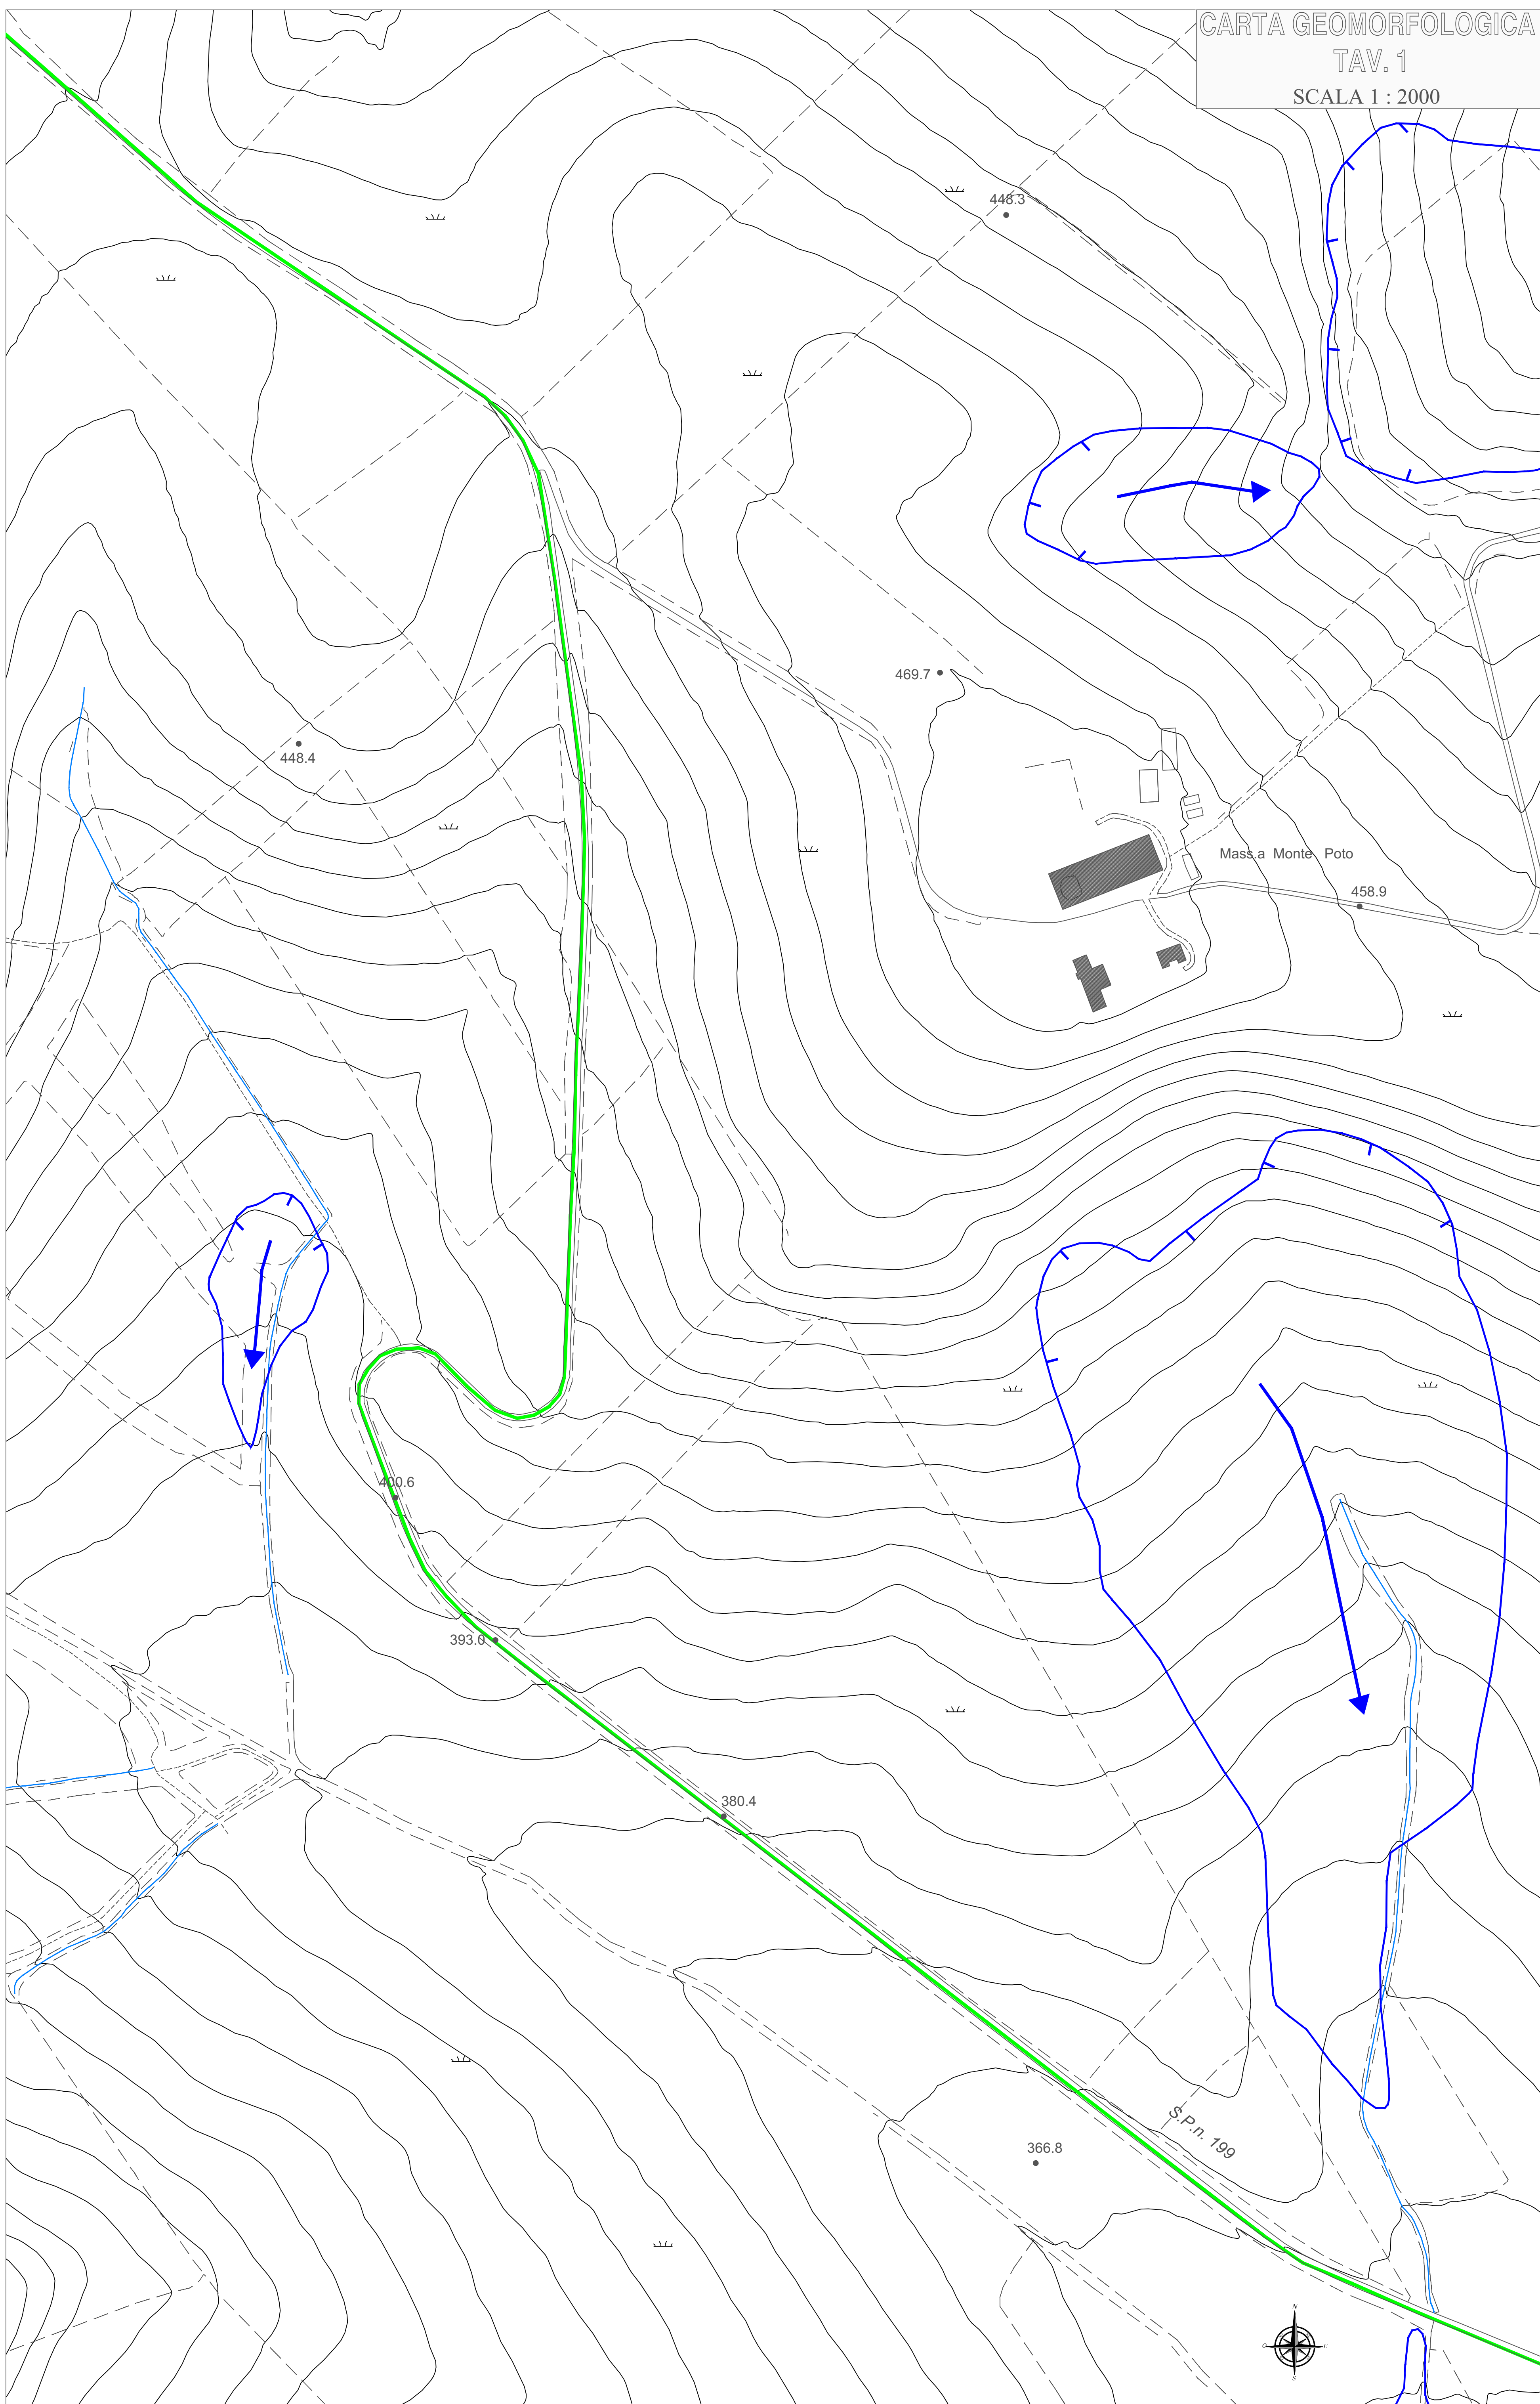 CARTA GEOMORFOLOGICA
TAV. 1
SCALA 1 : 2000
448.3
469.7
448.4
Mass.a Monte Poto
458.9
400.6
393.0
380.4
S.P.n. 199
366.8
N
O E
S